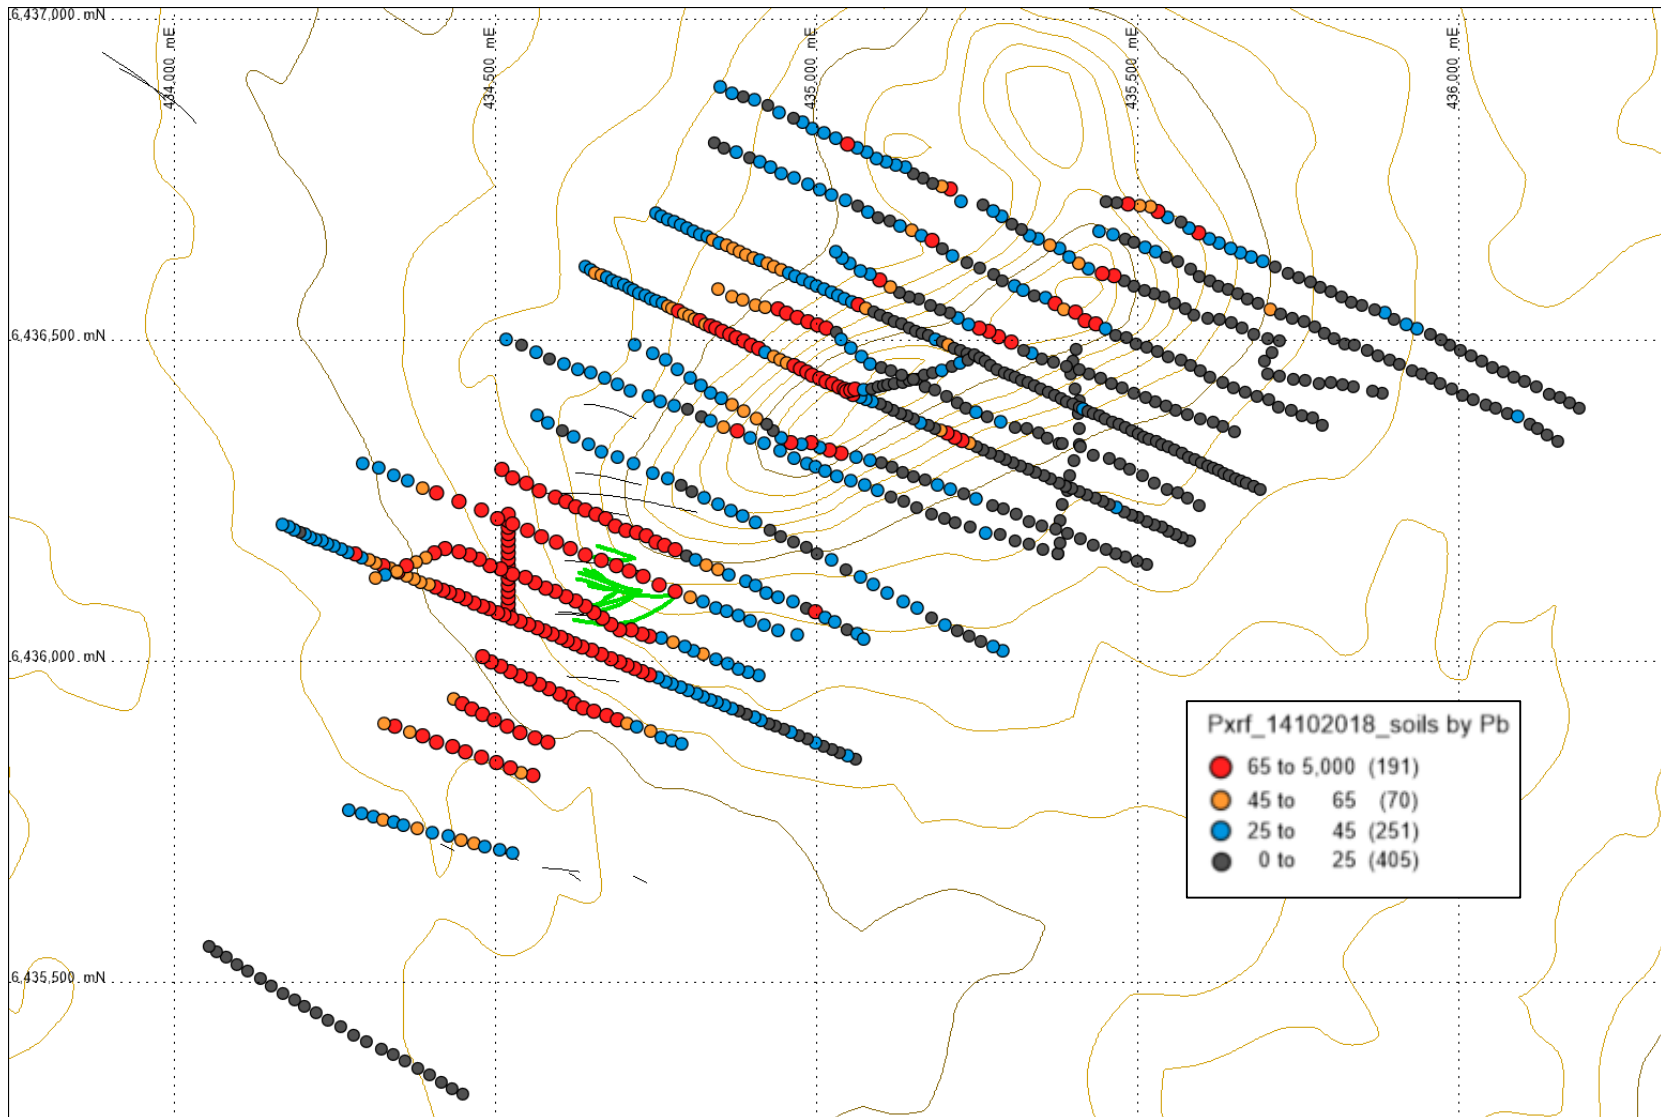 6,437,000 mN
434,000 mE
434,500 mE
435,000 mE
435,500 mE
436,000 mE
6,436,500 mN
6,436,000 mN
6,435,500 mN
Pxrf_14102018_soils by Pb
65 to 5,000 (191)
45 to 65 (70)
25 to 45 (251)
0 to 25 (405)